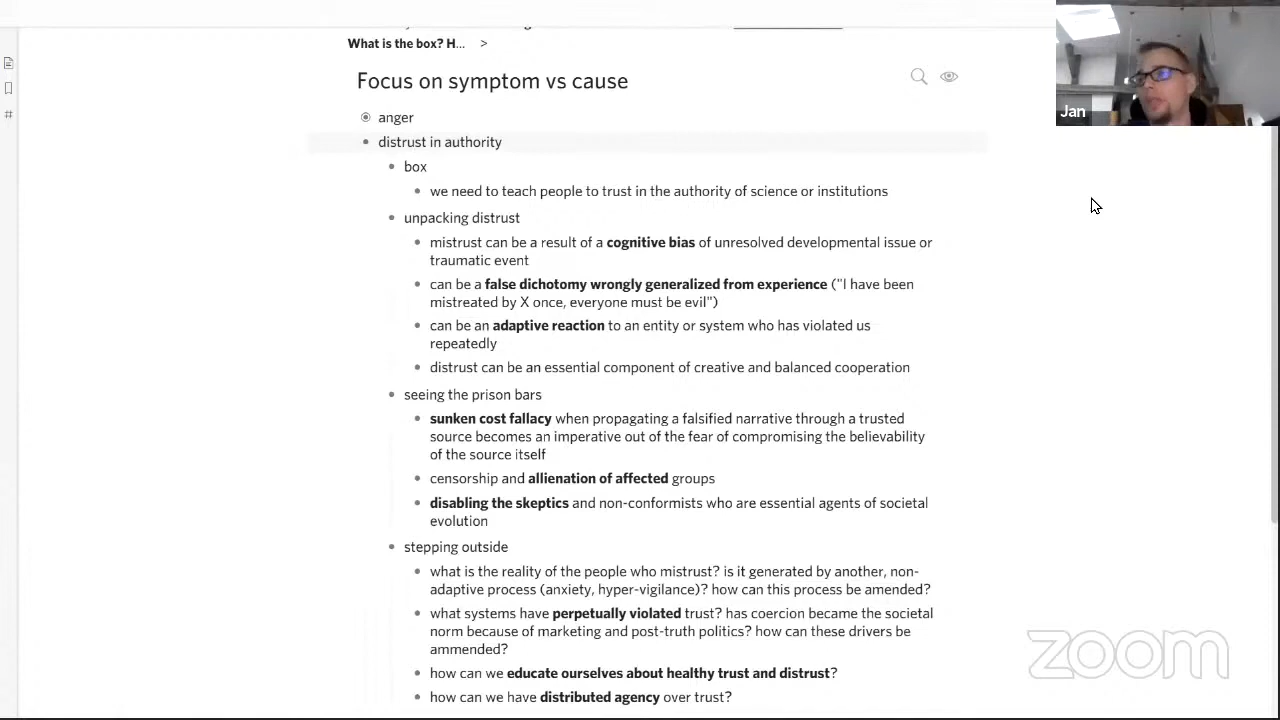 What is the box? H... >
Focus on symptom vs cause
anger
distrust in authority
box
we need to teach people to trust in the authority of science or institutions
unpacking distrust
mistrust can be a result of a cognitive bias of unresolved developmental issue or
traumatic event
can be a false dichotomy wrongly generalized from experience ("I have been
mistreated by X once, everyone must be evil")
can be an adaptive reaction to an entity or system who has violated us
repeatedly
distrust can be an essential component of creative and balanced cooperation
seeing the prison bars
sunken cost fallacy when propagating a falsified narrative through a trusted
source becomes an imperative out of the fear of compromising the believability
of the source itself
censorship and allienation of affected groups
disabling the skeptics and non-conformists who are essential agents of societal
evolution
stepping outside
what is the reality of the people who mistrust? is it generated by another, non-
adaptive process (anxiety, hyper-vigilance)? how can this process be amended?
what systems have perpetually violated trust? has coercion became the societal
norm because of marketing and post-truth politics? how can these drivers be
ammended?
how can we educate ourselves about healthy trust and distrust?
how can we have distributed agency over trust?
Jan
zoom